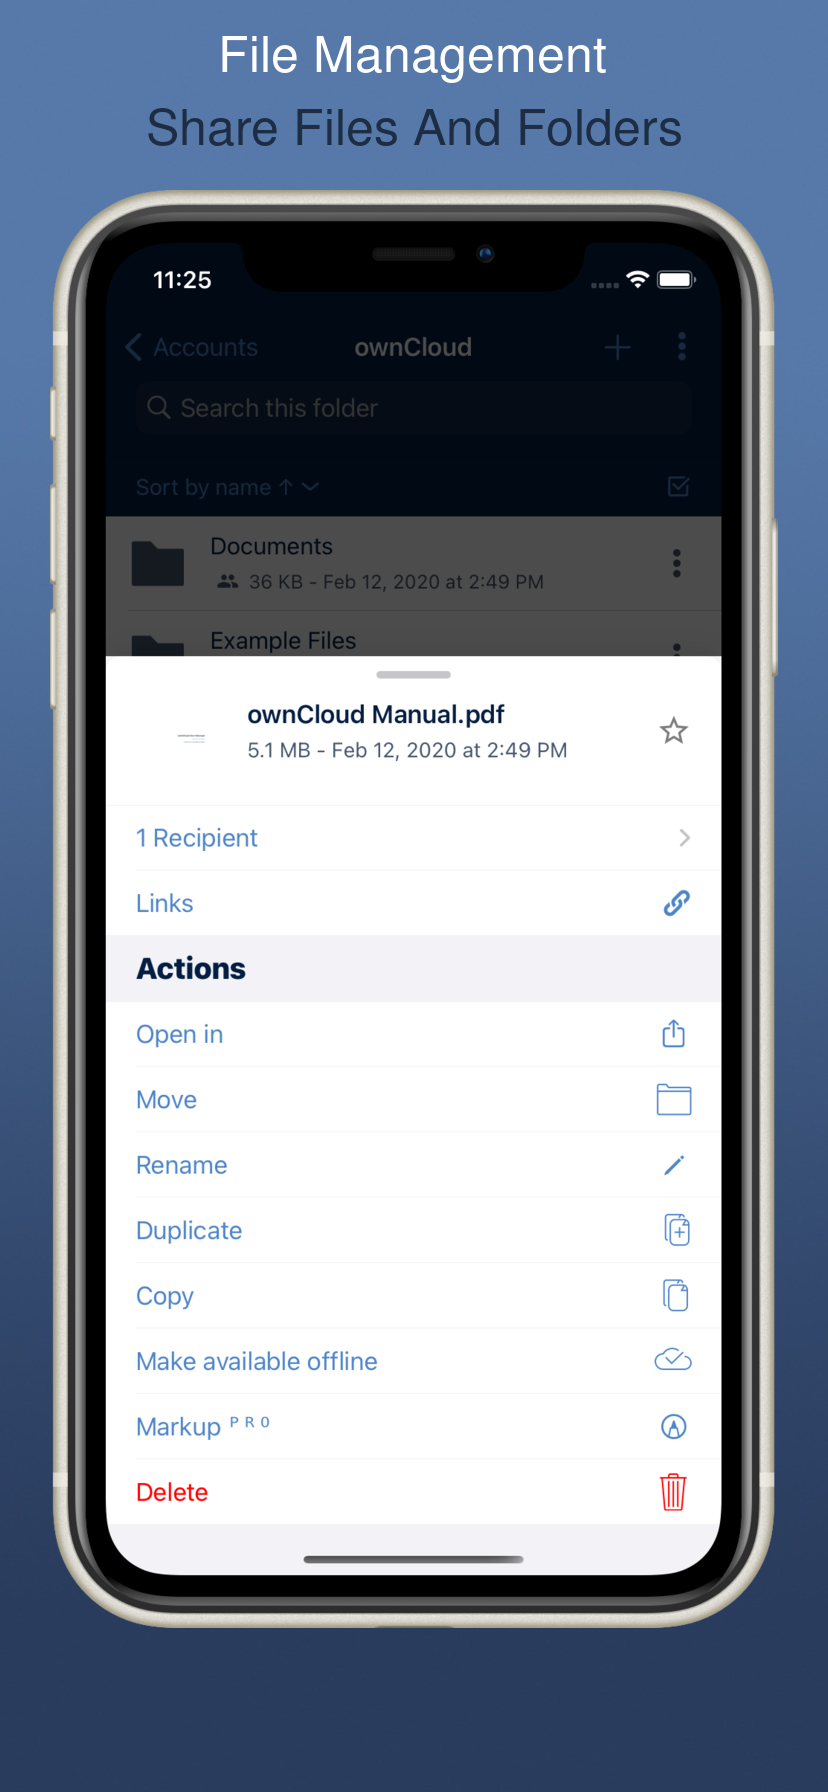 File Management
Share Files And Folders
11:25
Accounts
ownCloud
Search this folder
Sort by name
Documents
36 KB - Feb 12, 2020 at 2:49 PM
Example Files
ownCloud Manual.pdf
5.1 MB - Feb 12, 2020 at 2:49 PM
1 Recipient
Links
Actions
Open in
Move
Rename
Duplicate
Copy
Make available offline
Markup PRO
Delete